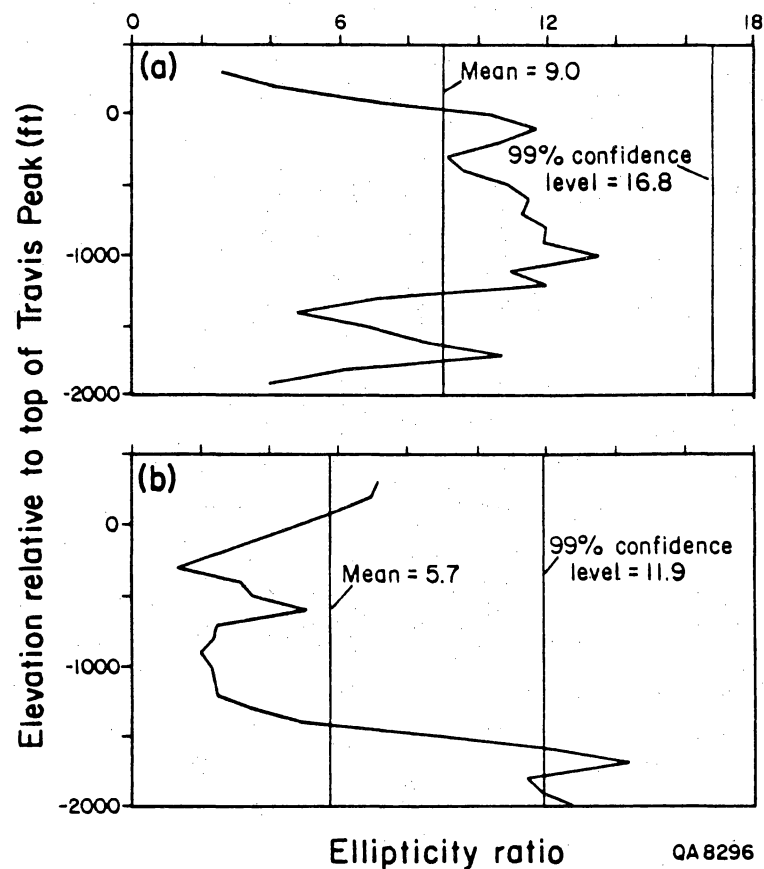 0 6 12 18
(a)
Mean = 9.0
0
99% confidence
level = 16.8
-1000
-2000
Elevation relative to top of Travis Peak (ft)
(b)
0
99% confidence
level = 11.9
Mean = 5.7
-1000
-2000
Ellipticity ratio
QA8296